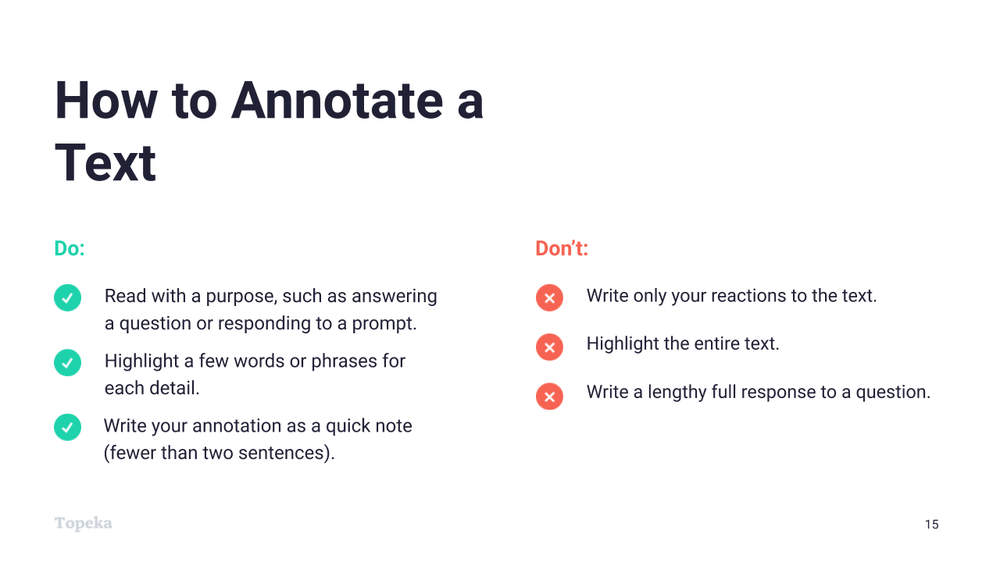 How to Annotate a
Text
Do:
Read with a purpose, such as answering
a question or responding to a prompt.
Highlight a few words or phrases for
each detail.
Write your annotation as a quick note
(fewer than two sentences).
Don’t:
Write only your reactions to the text.
Highlight the entire text.
Write a lengthy full response to a question.
Topeka
15